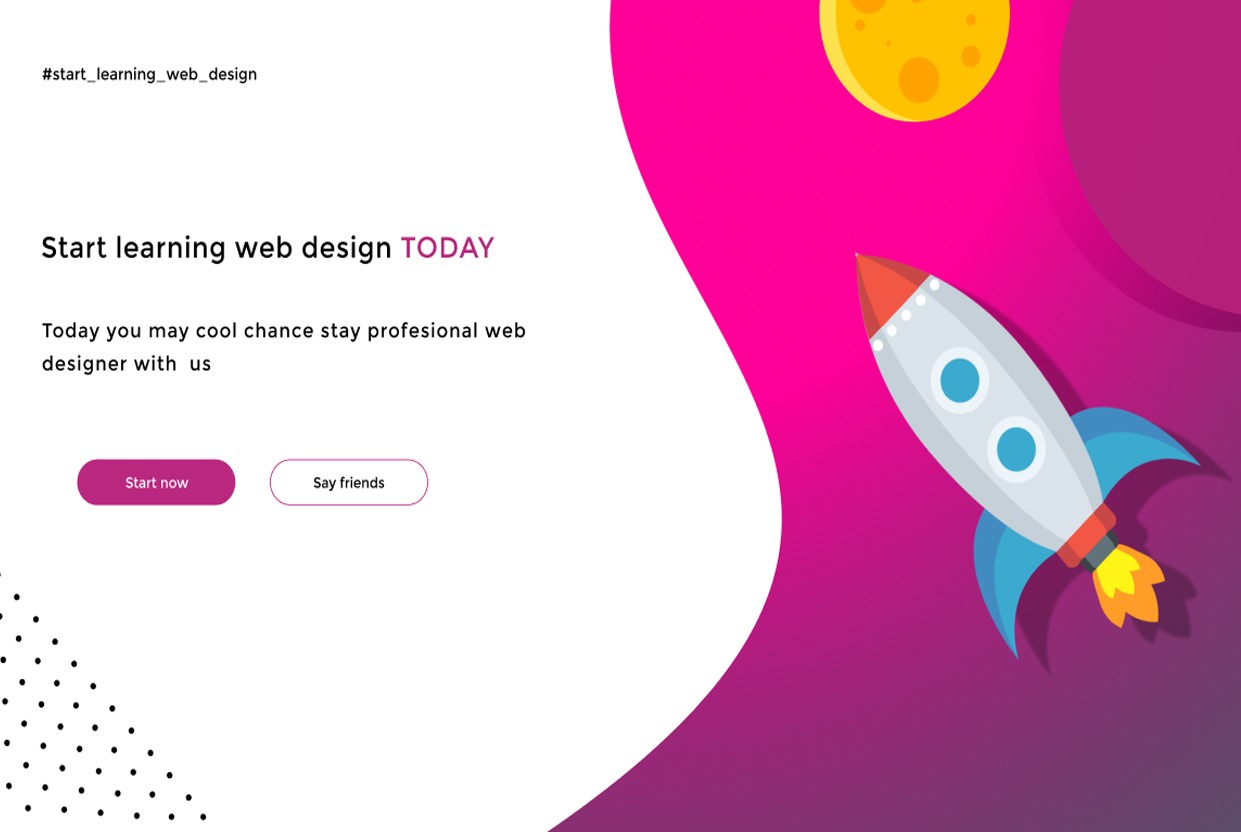 #start_learning_web_design
Start learning web design TODAY
Today you may cool chance stay profesional web
designer with  us
Start now
Say friends